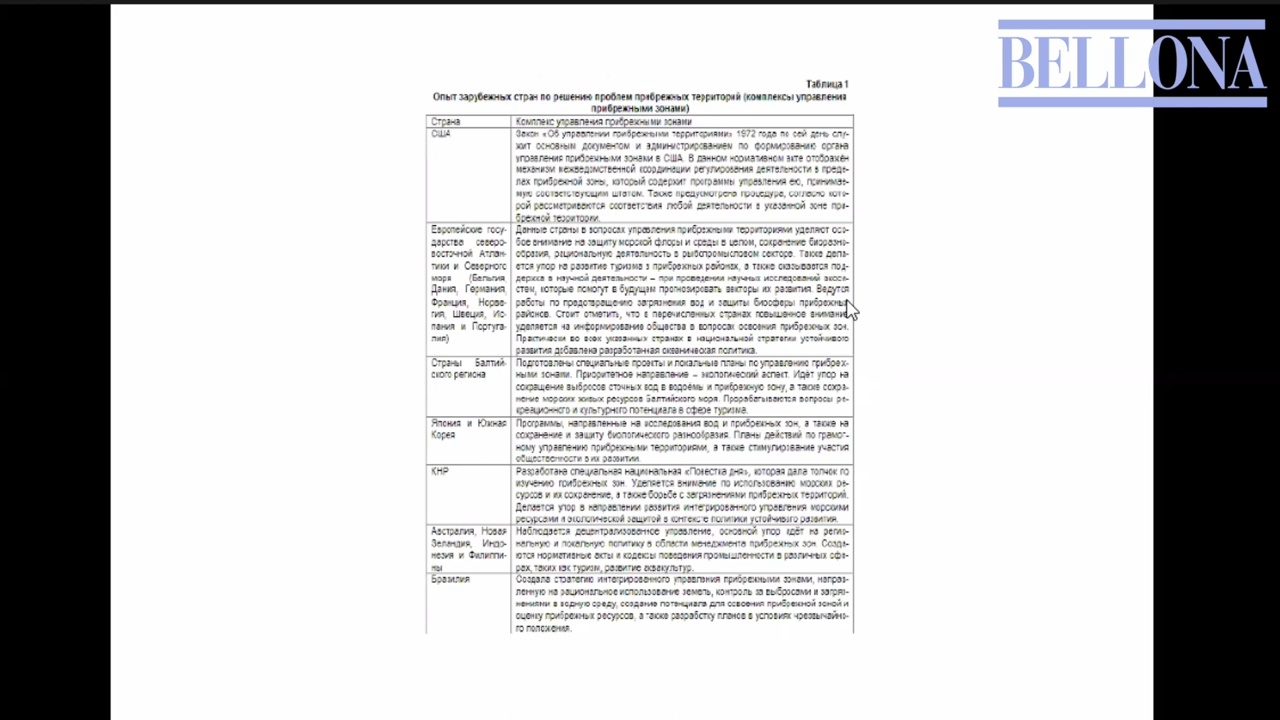 BELLONA
Таблица 1
Опыт зарубежных стран по решению проблем прибрежных территорий (комплексы управления
прибрежными зонами)
Страна
Комплекс управления прибрежными зонами
США
Закон «Об управлении прибрежными территориями» 1972 года по сей день слу-
жит основным документом и администрированием по формированию органа
управления прибрежными зонами в США. В данном нормативном акте отображён
механизм межведомственной координации регулирования деятельности в преде-
лах прибрежной зоны, который содержит программы управления ею, принимае-
мую соответствующим штатом. Также предусмотрена процедура, согласно кото-
рой рассматриваются соответствия любой деятельности в указанной зоне при-
брежной территории.
Европейские госу-
дарства северо-
восточной Атлан-
тики и Северного
моря (Бельгия,
Дания, Германия,
Франция, Норве-
гия, Швеция, Ис-
пания и Португа-
лия)
Данные страны в вопросах управления прибрежными территориями уделяют осо-
бое внимание на защиту морской флоры и среды в целом, сохранение биоразно-
образия, рациональную деятельность в рыбопромысловом секторе. Также дела-
ется упор на развитие туризма в прибрежных районах, а также оказывается под-
держка в научной деятельности – при проведении научных исследований экоси-
стем, которые помогут в будущем прогнозировать векторы их развития. Ведутся
работы по предотвращению загрязнения вод и защиты биосферы прибрежных
районов. Стоит отметить, что в перечисленных странах повышенное внимание
уделяется на информирование общества в вопросах освоения прибрежных зон.
Практически во всех указанных странах в национальной стратегии устойчивого
развития добавлена разработанная океаническая политика.
Страны Балтий-
ского региона
Подготовлены специальные проекты и локальные планы по управлению прибреж-
ными зонами. Приоритетное направление – экологический аспект. Идёт упор на
сокращение выбросов сточных вод в водоёмы и прибрежную зону, а также сохра-
нение морских живых ресурсов Балтийского моря. Прорабатываются вопросы ре-
креационного и культурного потенциала в сфере туризма.
Япония и Южная
Корея
Программы, направленные на исследования вод и прибрежных зон, а также на
сохранение и защиту биологического разнообразия. Планы действий по грамот-
ному управлению прибрежными территориями, а также стимулирование участия
общественности в их развитии.
КНР
Разработана специальная национальная «Повестка дня», которая дала толчок по
изучению прибрежных зон. Уделяется внимание по использованию морских ре-
сурсов и их сохранение, а также борьбе с загрязнениями прибрежных территорий.
Делается упор в направлении развития интегрированного управления морскими
ресурсами и экологической защитой в контексте политики устойчивого развития.
Австралия, Новая
Зеландия, Индо-
незия и Филиппи-
ны
Наблюдается децентрализованное управление, основной упор идёт на регио-
нальную и локальную политику в области менеджмента прибрежных зон. Созда-
ются нормативные акты и кодексы поведения промышленности в различных сфе-
рах, таких как туризм, развитие аквакультур.
Бразилия
Создала стратегию интегрированного управления прибрежными зонами, направ-
ленную на рациональное использование земель, контроль за выбросами и загряз-
нениями в водную среду, создание потенциала для освоения прибрежной зоной и
оценку прибрежных ресурсов, а также разработку планов в условиях чрезвычайно-
го положения.